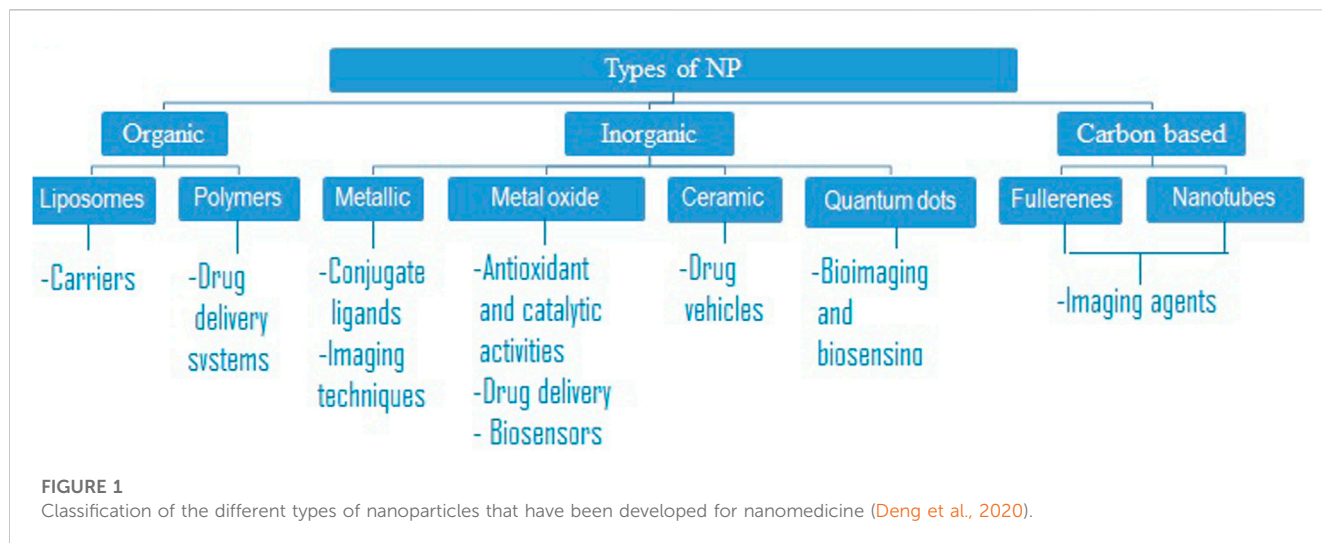 Types of NP
Organic
Inorganic
Carbon based
Liposomes
Polymers
Metallic
Metal oxide
Ceramic
Quantum dots
Fullerenes
Nanotubes
-Carriers
-Drug
delivery
systems
-Conjugate
ligands
-Imaging
techniques
-Antioxidant
and catalytic
activities
-Drug delivery
- Biosensors
-Drug
vehicles
-Bioimaging
and
biosensing
-Imaging agents
FIGURE 1
Classification of the different types of nanoparticles that have been developed for nanomedicine (Deng et al., 2020).